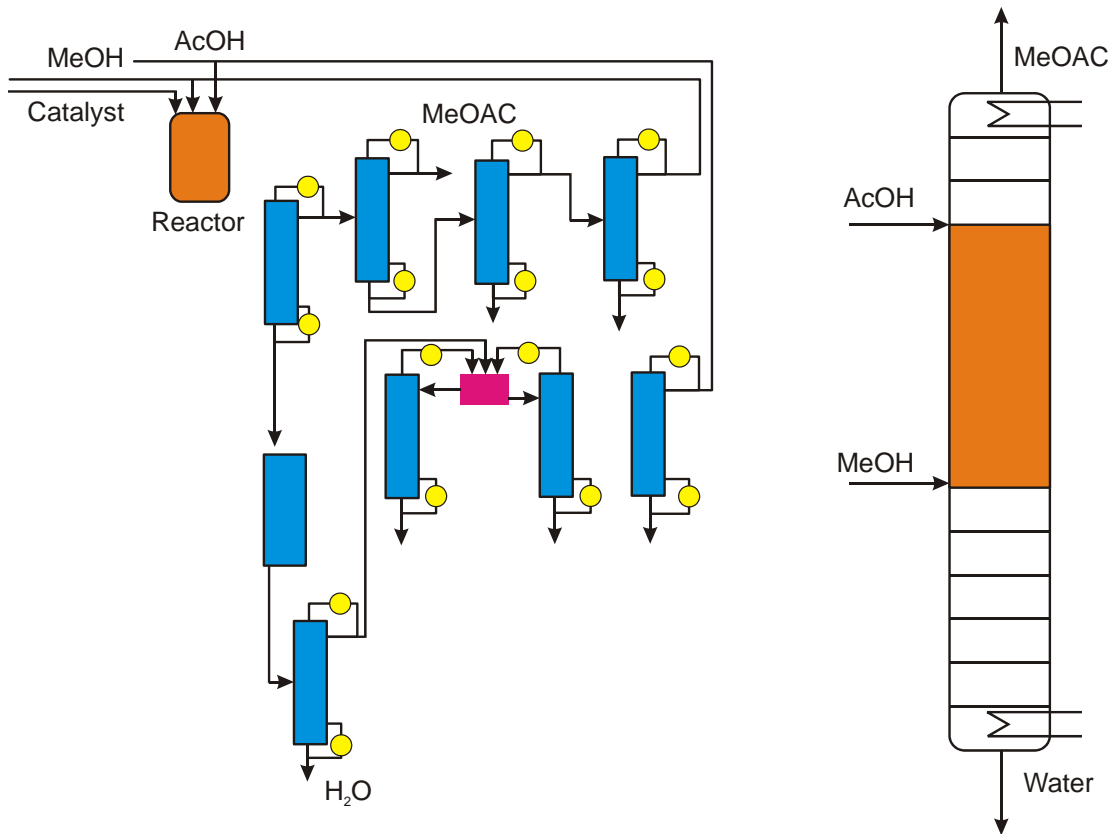 AcOH
MeOH
Catalyst
Reactor
MeOAC
H₂O
MeOAC
AcOH
MeOH
Water